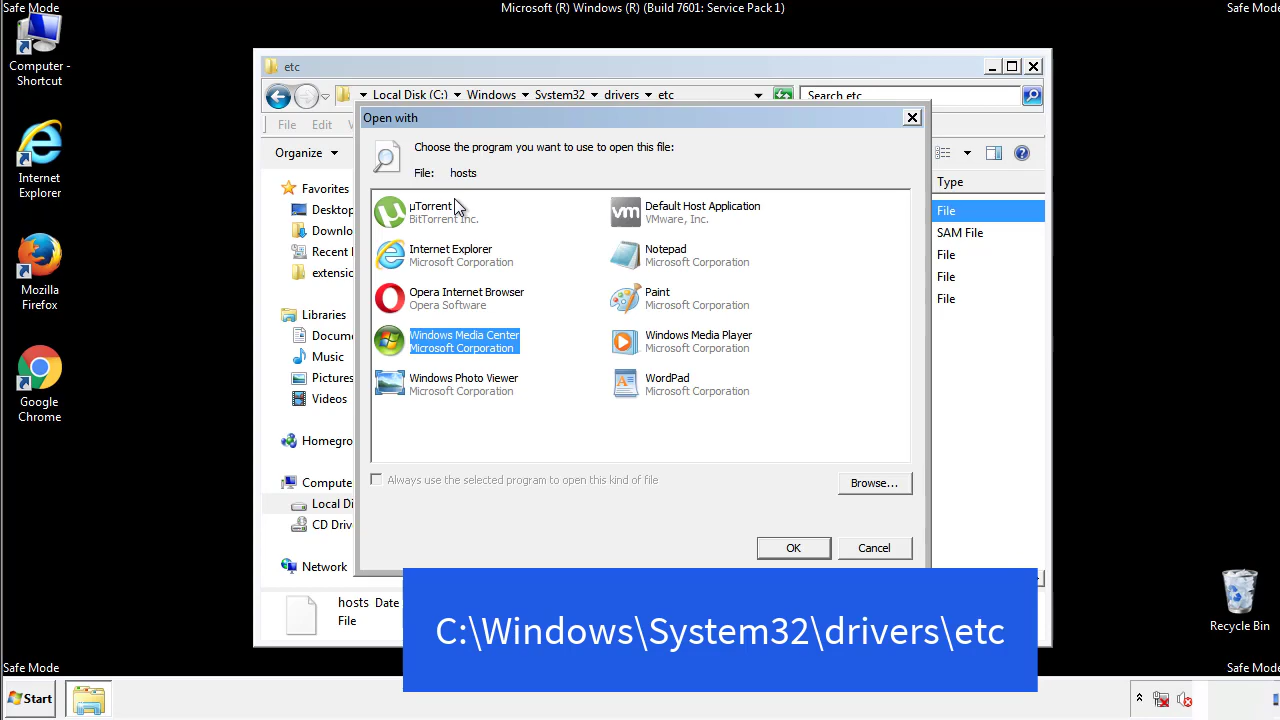 Safe Mode
Microsoft (R) Windows (R) (Build 7601: Service Pack 1)
Safe Mode
Computer -
Shortcut
Internet
Explorer
Mozilla
Firefox
Google
Chrome
etc
Local Disk (C:) Windows System32 drivers etc
Search etc
File Edit
Organize
Type
Favorites
Desktop
Downlo
Recent
extensio
Libraries
Docume
Music
Pictures
Videos
Homegro
Compute
Local Di
CD Drive
Network
File
SAM File
File
File
File
Open with
Choose the program you want to use to open this file:
File: hosts
µTorrent
BitTorrent Inc.
Default Host Application
VMware, Inc.
Internet Explorer
Microsoft Corporation
Notepad
Microsoft Corporation
Opera Internet Browser
Opera Software
Paint
Microsoft Corporation
Windows Media Center
Microsoft Corporation
Windows Media Player
Microsoft Corporation
Windows Photo Viewer
Microsoft Corporation
WordPad
Microsoft Corporation
Always use the selected program to open this kind of file
Browse...
OK
Cancel
hosts Date
File
C:\Windows\System32\drivers\etc
Recycle Bin
Safe Mode
Safe Mode
Start